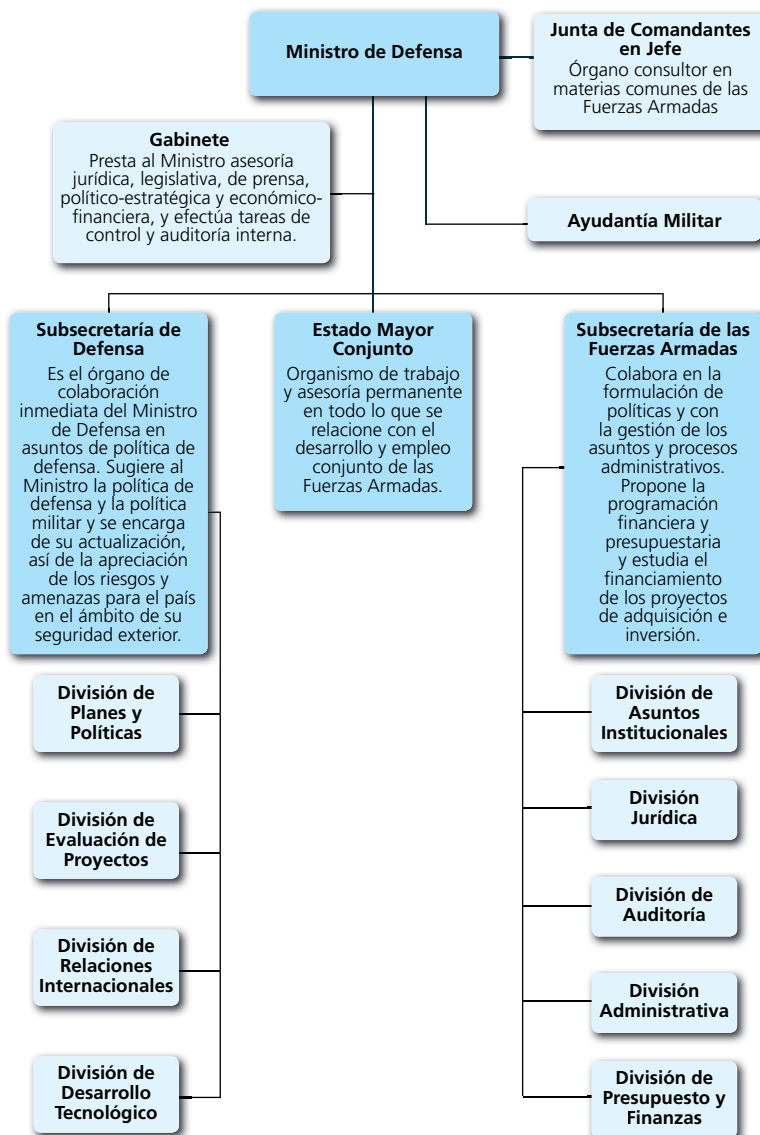 Ministro de Defensa
Junta de Comandantes
en Jefe
Órgano consultor en
materias comunes de las
Fuerzas Armadas
Gabinete
Presta al Ministro asesoría
jurídica, legislativa, de prensa,
político-estratégica y económico-
financiera, y efectúa tareas de
control y auditoría interna.
Ayudantía Militar
Subsecretaría de
Defensa
Es el órgano de
colaboración
inmediata del Ministro
de Defensa en
asuntos de política de
defensa. Sugiere al
Ministro la política de
defensa y la política
militar y se encarga
de su actualización,
así de la apreciación
de los riesgos y
amenazas para el país
en el ámbito de su
seguridad exterior.
Estado Mayor
Conjunto
Organismo de trabajo
y asesoría permanente
en todo lo que se
relacione con el
desarrollo y empleo
conjunto de las
Fuerzas Armadas.
Subsecretaría de las
Fuerzas Armadas
Colabora en la
formulación de
políticas y con
la gestión de los
asuntos y procesos
administrativos.
Propone la
programación
financiera y
presupuestaria
y estudia el
financiamiento
de los proyectos
de adquisición e
inversión.
División de
Planes y
Políticas
División de
Evaluación de
Proyectos
División de
Relaciones
Internacionales
División de
Desarrollo
Tecnológico
División de
Asuntos
Institucionales
División
Jurídica
División de
Auditoría
División
Administrativa
División de
Presupuesto y
Finanzas